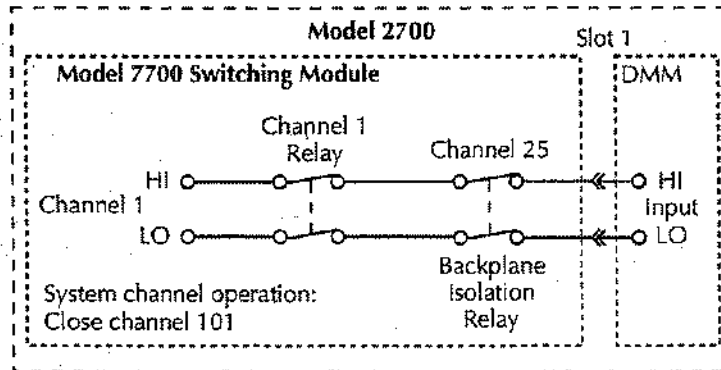 Model 2700
Slot 1
Model 7700 Switching Module
DMM
Channel 1
Relay
Channel 25
HI
HI
Channel 1
Input
LO
LO
Backplane
Isolation
Relay
System channel operation:
Close channel 101